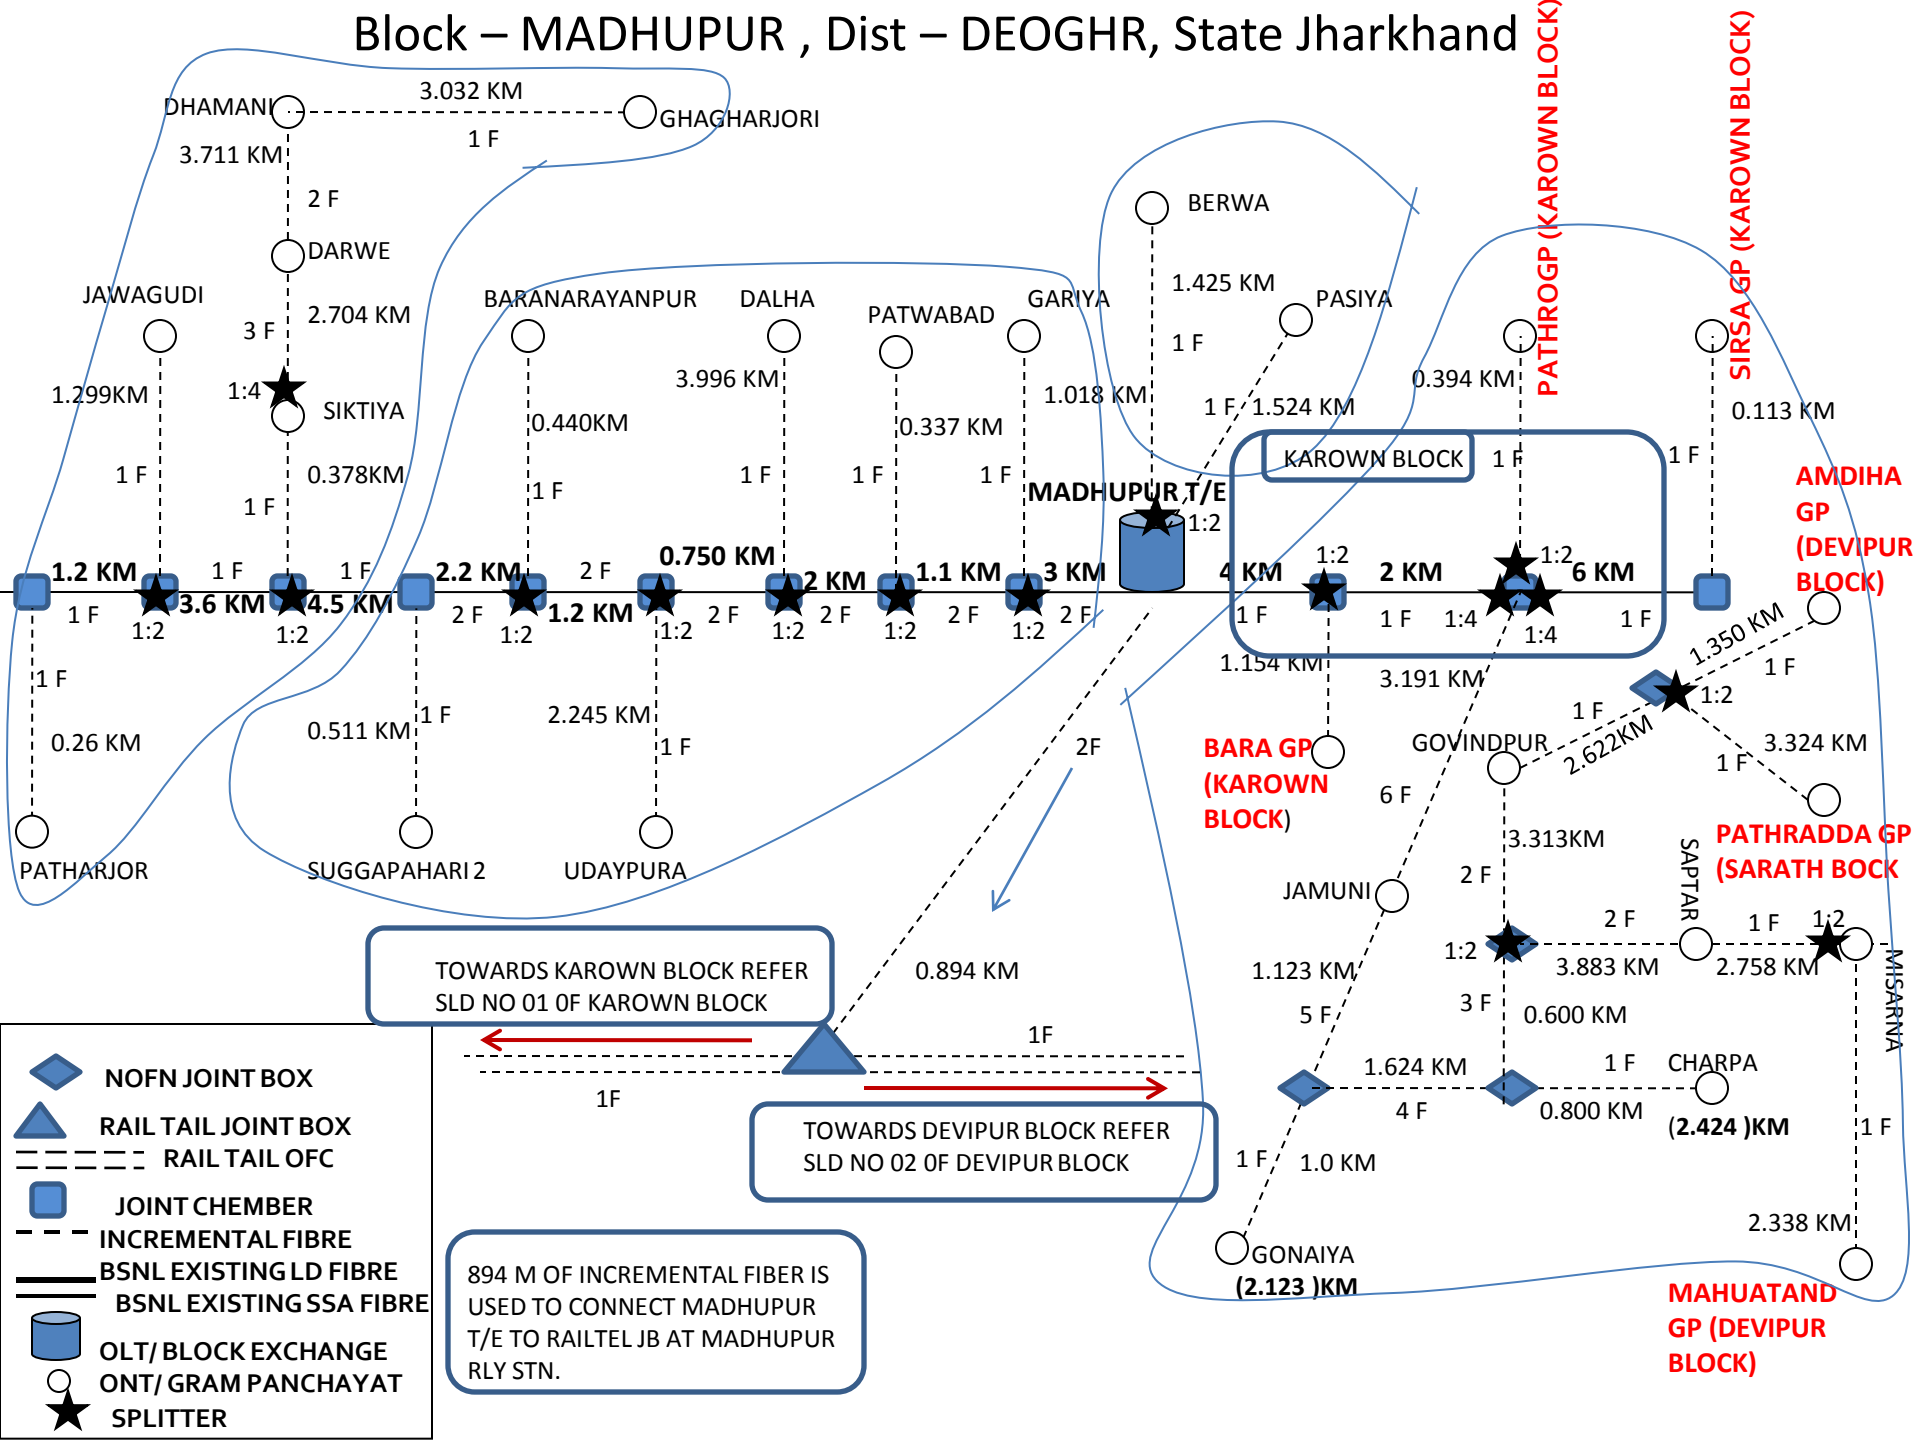 Block – MADHUPUR , Dist – DEOGHR, State Jharkhand
PATHROGP (KAROWN BLOCK)
SIRSA GP (KAROWN BLOCK)
DHAMANI
3.032 KM
GHAGHARJORI
1 F
3.711 KM
2 F
DARWE
BERWA
JAWAGUDI
2.704 KM
3 F
BARANARAYANPUR
DALHA
PATWABAD
GARIYA
1.425 KM
PASIYA
1 F
1.299KM
1:4
SIKTIYA
3.996 KM
1.018 KM
1 F
1.524 KM
0.394 KM
0.113 KM
0.440KM
0.337 KM
KAROWN BLOCK
1 F
1 F
1 F
0.378KM
1 F
1 F
1 F
1 F
1 F
MADHUPUR T/E
1:2
AMDIHA
GP
(DEVIPUR
BLOCK)
1.2 KM
1 F
1 F
2.2 KM
2 F
0.750 KM
2 KM
1.1 KM
3 KM
4 KM
1:2
2 KM
1:2
6 KM
1 F
1:2
3.6 KM
1:2
4.5 KM
2 F
1:2
1.2 KM
1:2
2 F
1:2
2 F
1:2
2 F
1:2
2 F
1 F
1 F
1:4
1:4
1 F
1 F
0.26 KM
0.511 KM
1 F
2.245 KM
1 F
2F
1.154 KM
3.191 KM
1.350 KM
1 F
1:2
1 F
2.622KM
3.324 KM
1 F
BARA GP
(KAROWN
BLOCK)
GOVINDPUR
6 F
PATHARJOR
SUGGAPAHARI 2
UDAYPURA
3.313KM
2 F
SAPTAR
PATHRADDA GP
(SARATH BOCK
JAMUNI
1:2
2 F
3.883 KM
1 F
2.758 KM
1:2
MISARNA
TOWARDS KAROWN BLOCK REFER
SLD NO 01 0F KAROWN BLOCK
0.894 KM
1.123 KM
5 F
3 F
0.600 KM
1F
1F
1.624 KM
4 F
1 F
0.800 KM
CHARPA
(2.424 )KM
1 F
TOWARDS DEVIPUR BLOCK REFER
SLD NO 02 0F DEVIPUR BLOCK
1 F
1.0 KM
2.338 KM
GONAIYA
(2.123 )KM
MAHUATAND
GP (DEVIPUR
BLOCK)
894 M OF INCREMENTAL FIBER IS
USED TO CONNECT MADHUPUR
T/E TO RAILTEL JB AT MADHUPUR
RLY STN.
NOFN JOINT BOX
RAIL TAIL JOINT BOX
RAIL TAIL OFC
JOINT CHEMBER
INCREMENTAL FIBRE
BSNL EXISTING LD FIBRE
BSNL EXISTING SSA FIBRE
OLT/ BLOCK EXCHANGE
ONT/ GRAM PANCHAYAT
SPLITTER